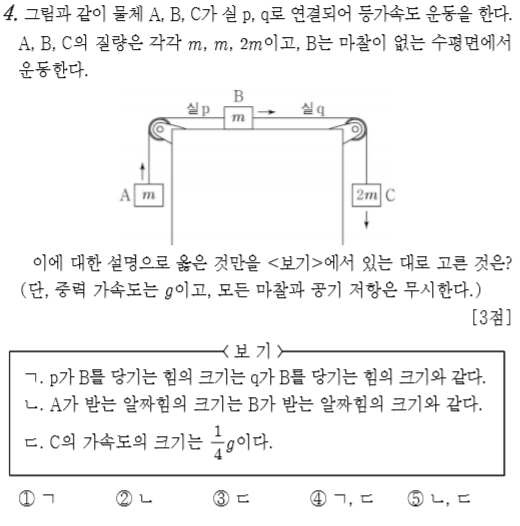 4. 그림과 같이 물체 A, B, C가 실 p, q로 연결되어 등가속도 운동을 한다.
A, B, C의 질량은 각각 m, m, 2m이고, B는 마찰이 없는 수평면에서
운동한다.
실 p B 실 q
m
A m 2m C
이에 대한 설명으로 옳은 것만을 <보기>에서 있는 대로 고른 것은?
(단, 중력 가속도는 g이고, 모든 마찰과 공기 저항은 무시한다.)
[3점]
<보 기>
ㄱ. p가 B를 당기는 힘의 크기는 q가 B를 당기는 힘의 크기와 같다.
ㄴ. A가 받는 알짜힘의 크기는 B가 받는 알짜힘의 크기와 같다.
ㄷ. C의 가속도의 크기는 1/4 g이다.
① ㄱ ② ㄴ ③ ㄷ ④ ㄱ, ㄷ ⑤ ㄴ, ㄷ